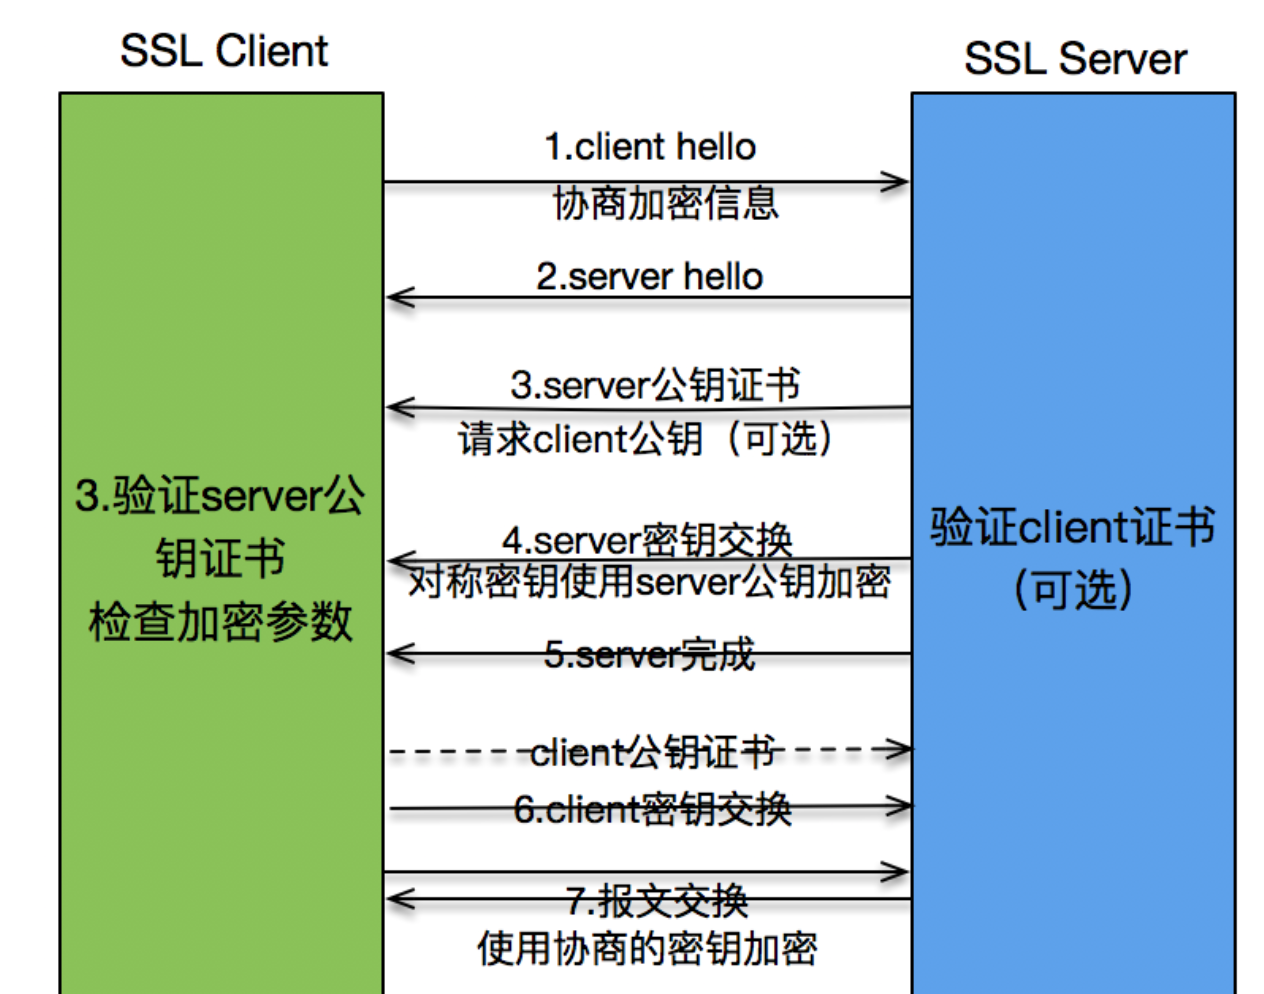 SSL Client
SSL Server
1.client hello
协商加密信息
2.server hello
3.server公钥证书
请求client公钥（可选）
3.验证server公
钥证书
检查加密参数
验证client证书
(可选)
4.server密钥交换
对称密钥使用server公钥加密
5.server完成
client公钥证书
6.client密钥交换
7.报文交换
使用协商的密钥加密